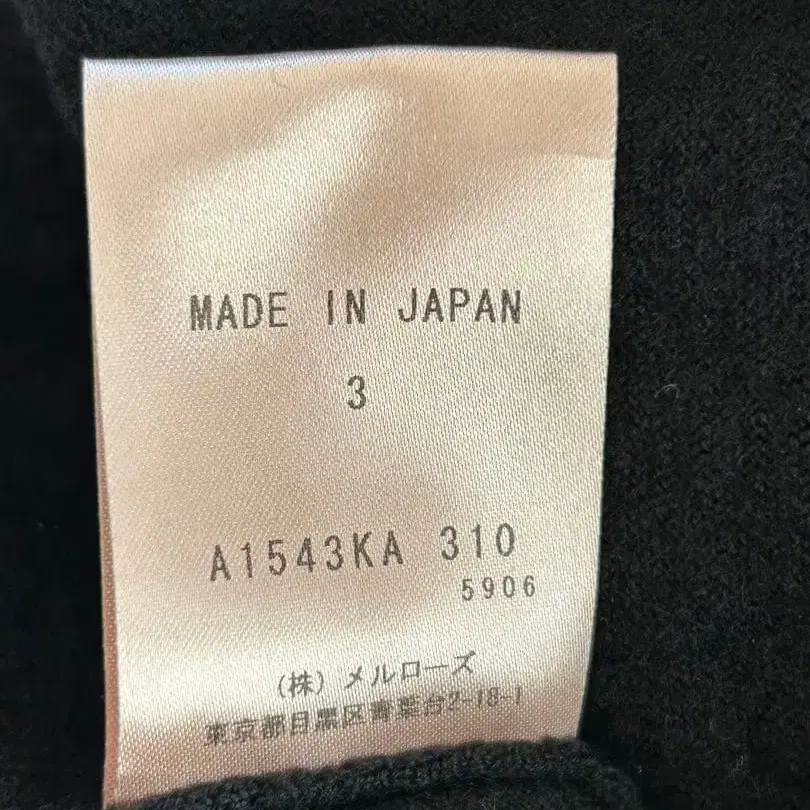 MADE IN JAPAN
3
A1543KA 310
5906
(株) メルローズ
東京都目黒区青葉台2-18-1